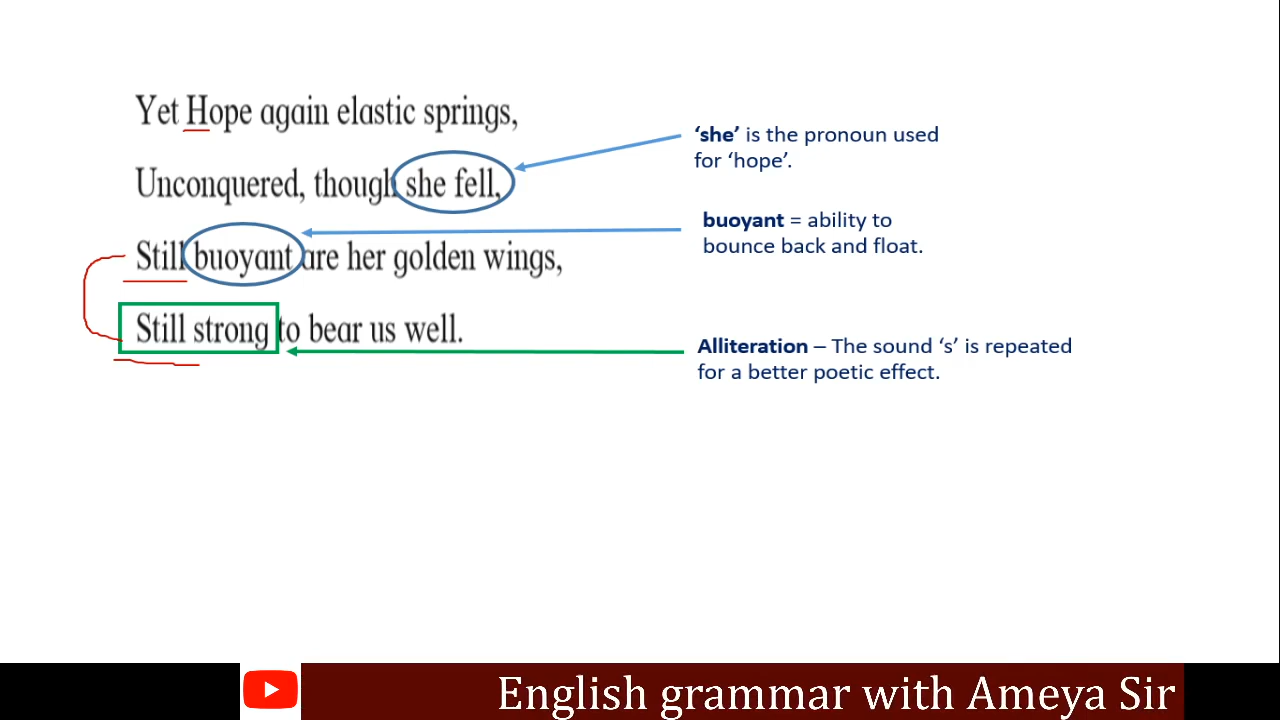 Yet Hope again elastic springs,
Unconquered, though she fell,
Still buoyant are her golden wings,
Still strong to bear us well.
‘she’ is the pronoun used
for ‘hope’.
buoyant = ability to
bounce back and float.
Alliteration – The sound ‘s’ is repeated
for a better poetic effect.
English grammar with Ameya Sir